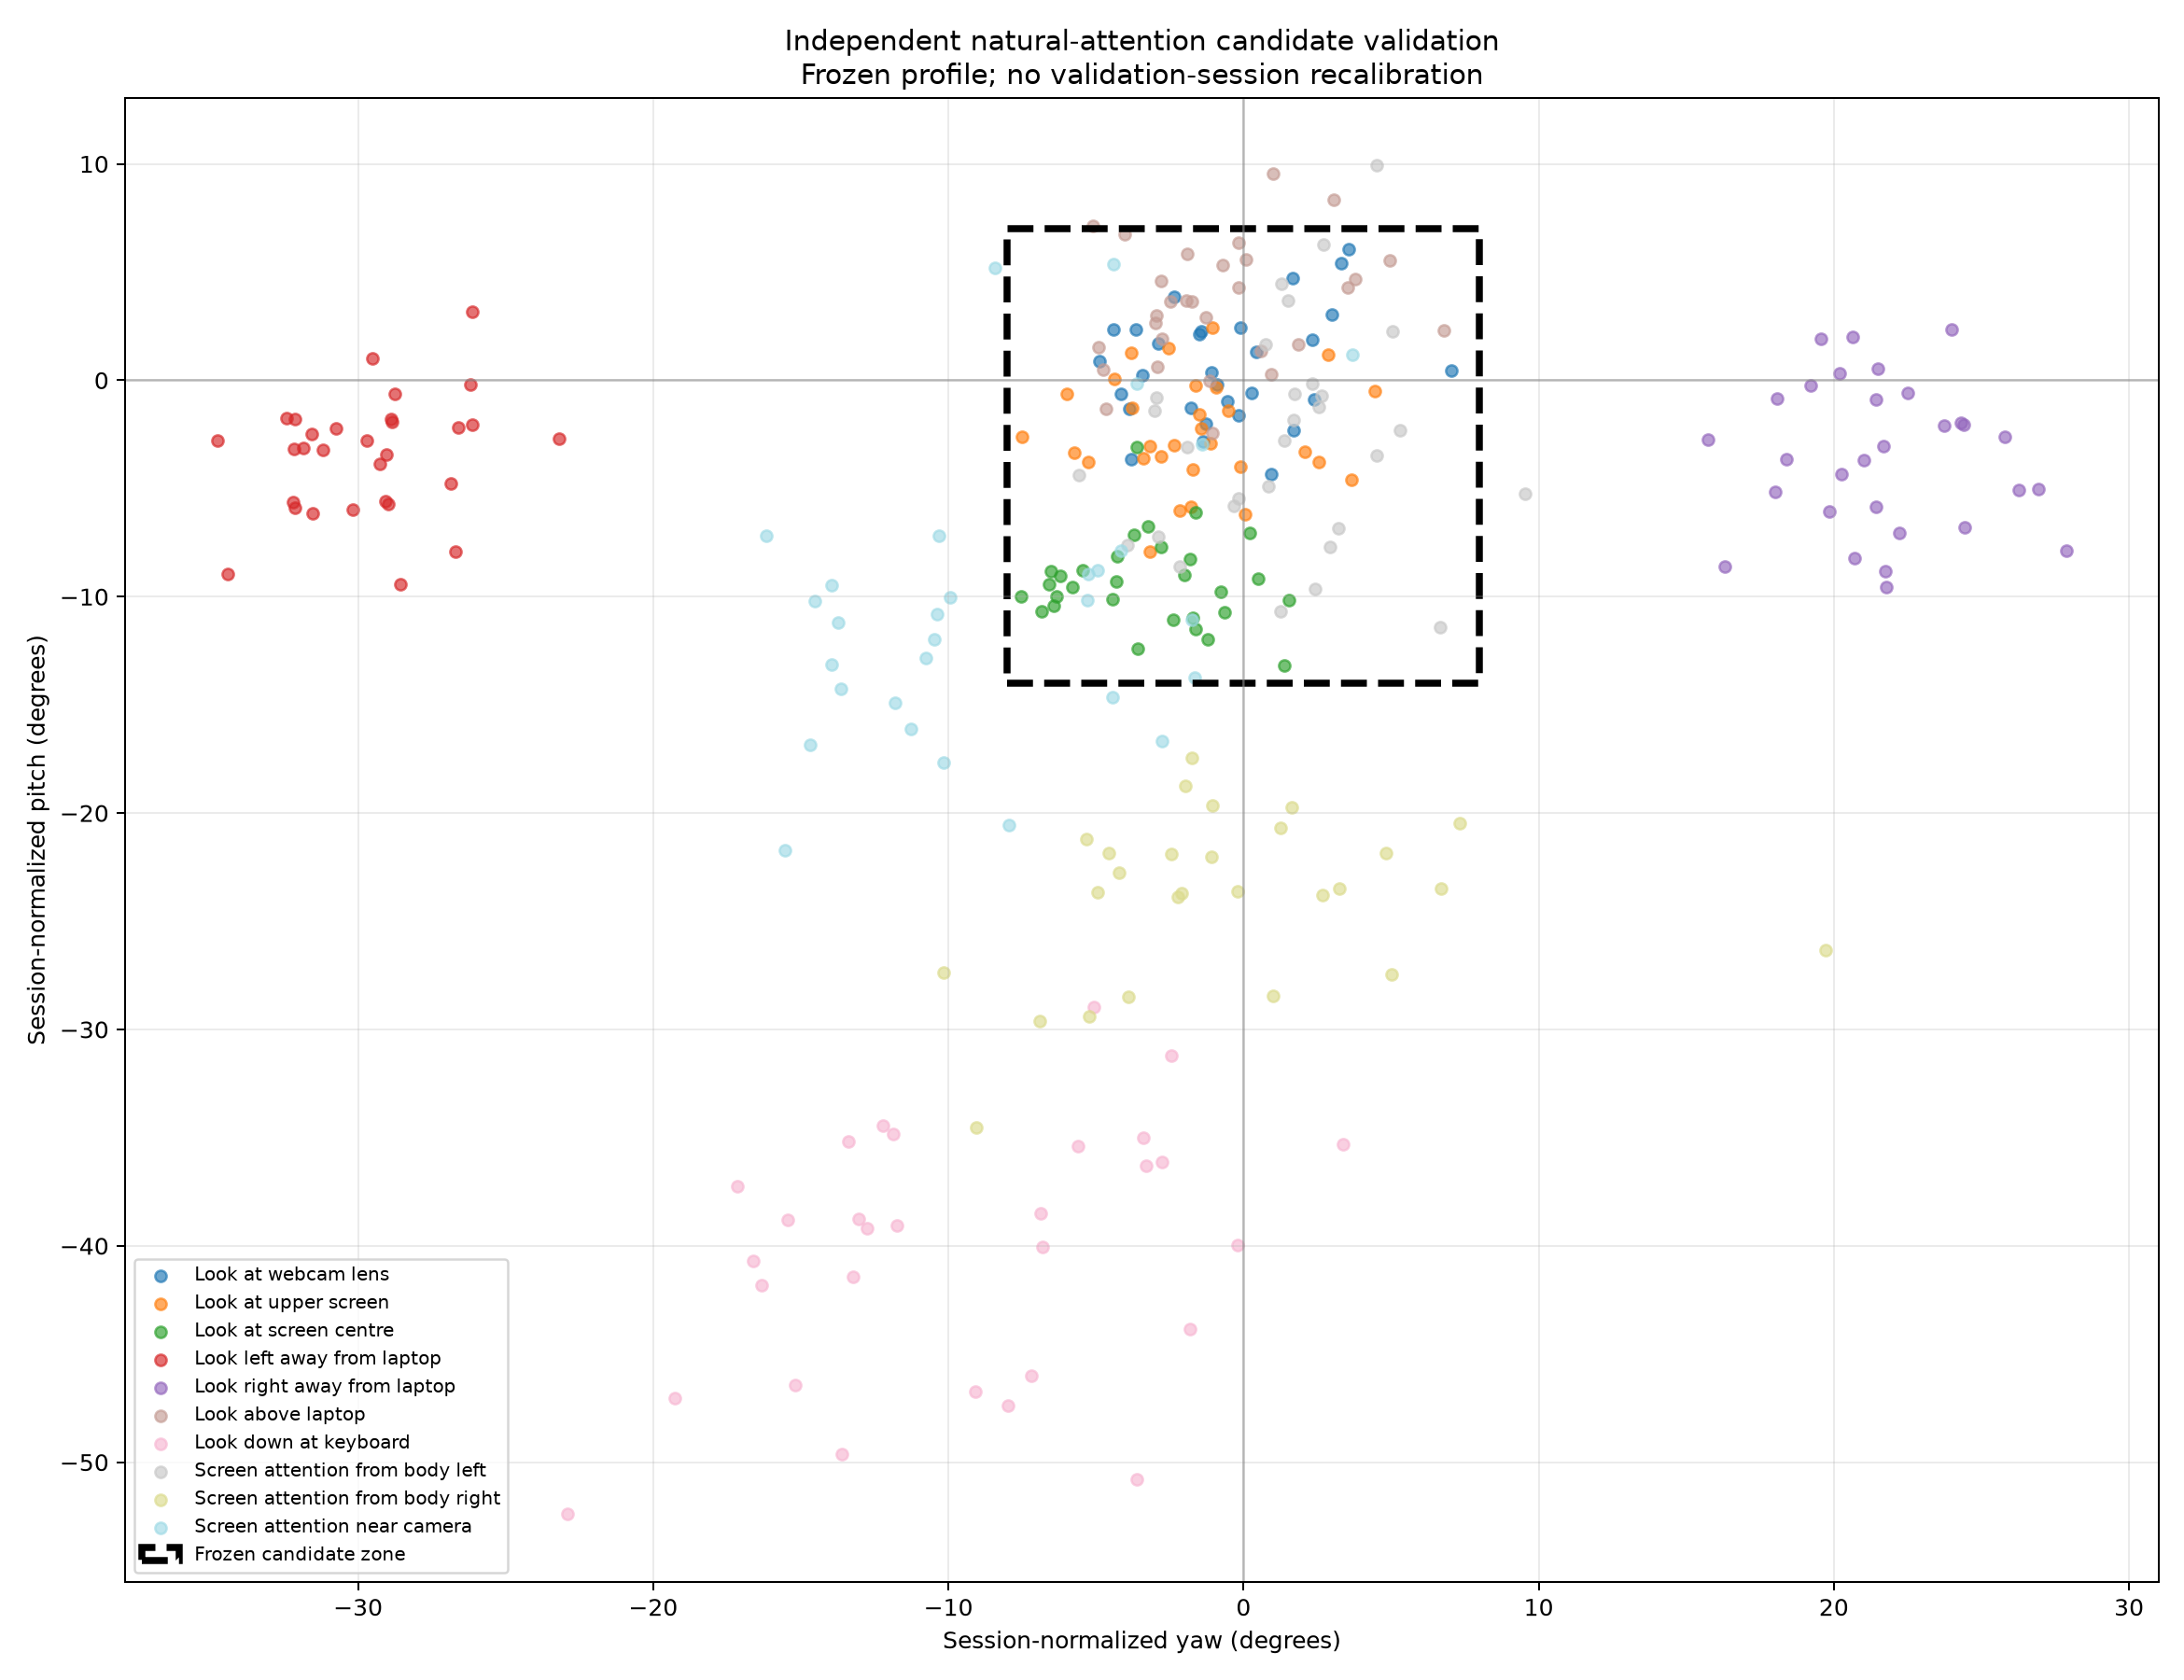 Independent natural-attention candidate validation
Frozen profile; no validation-session recalibration
Session-normalized pitch (degrees)
10
0
−10
−20
−30
−40
−50
Look at webcam lens
Look at upper screen
Look at screen centre
Look left away from laptop
Look right away from laptop
Look above laptop
Look down at keyboard
Screen attention from body left
Screen attention from body right
Screen attention near camera
Frozen candidate zone
−30
−20
−10
0
10
20
30
Session-normalized yaw (degrees)